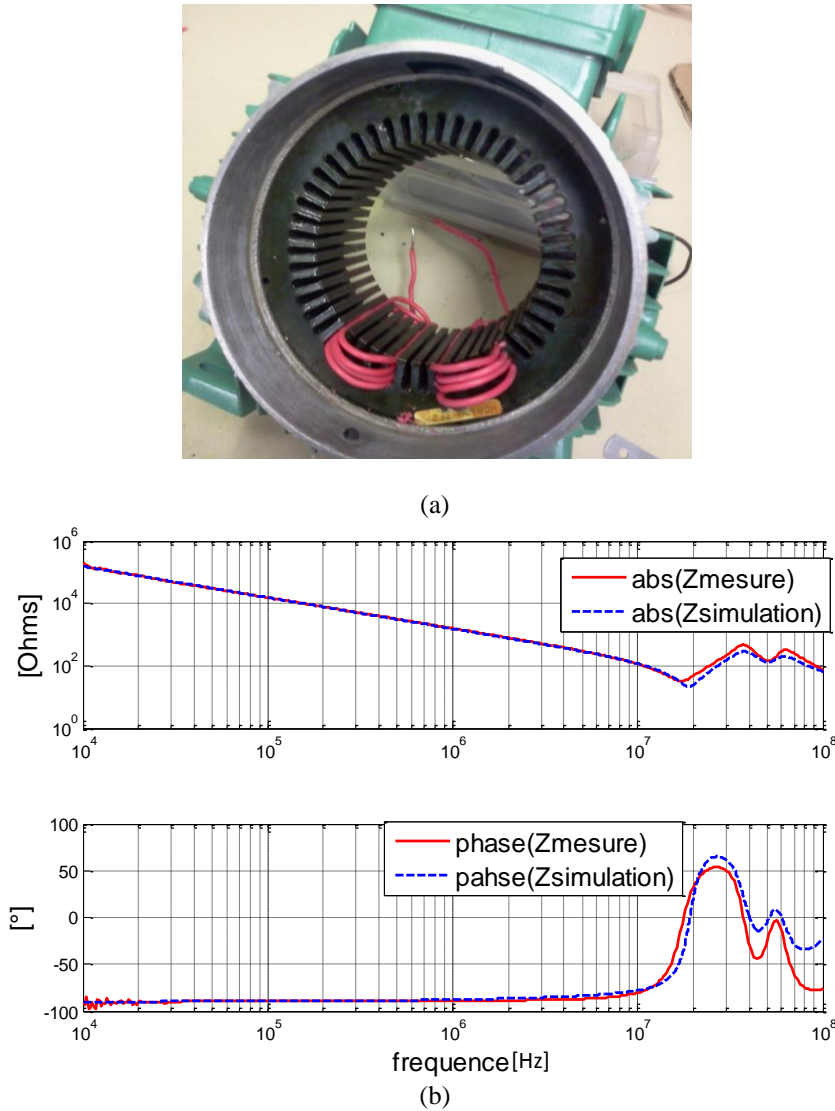 (a)
10^6
10^4
10^2
10^0
[Ohms]
abs(Zmesure)
abs(Zsimulation)
10^4 10^5 10^6 10^7 10^8
100
50
0
-50
-100
[°]
phase(Zmesure)
pahse(Zsimulation)
10^4 10^5 10^6 10^7 10^8
frequence[Hz]
(b)